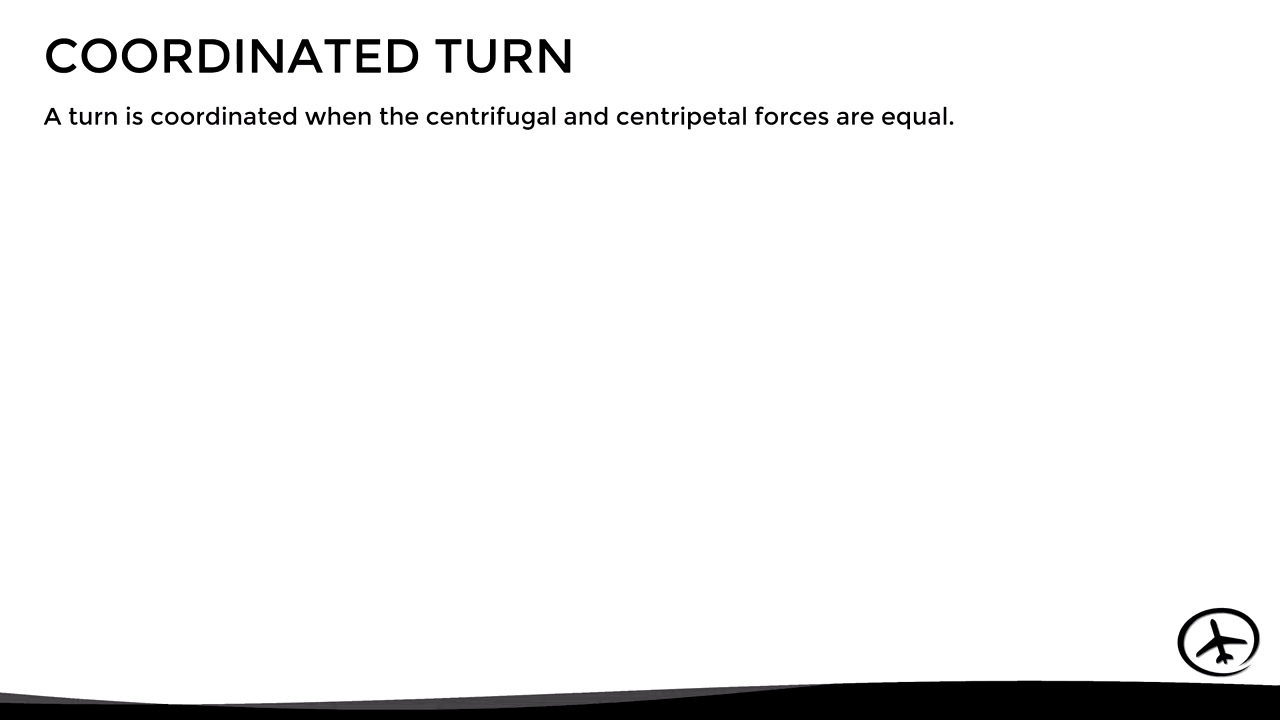 COORDINATED TURN
A turn is coordinated when the centrifugal and centripetal forces are equal.